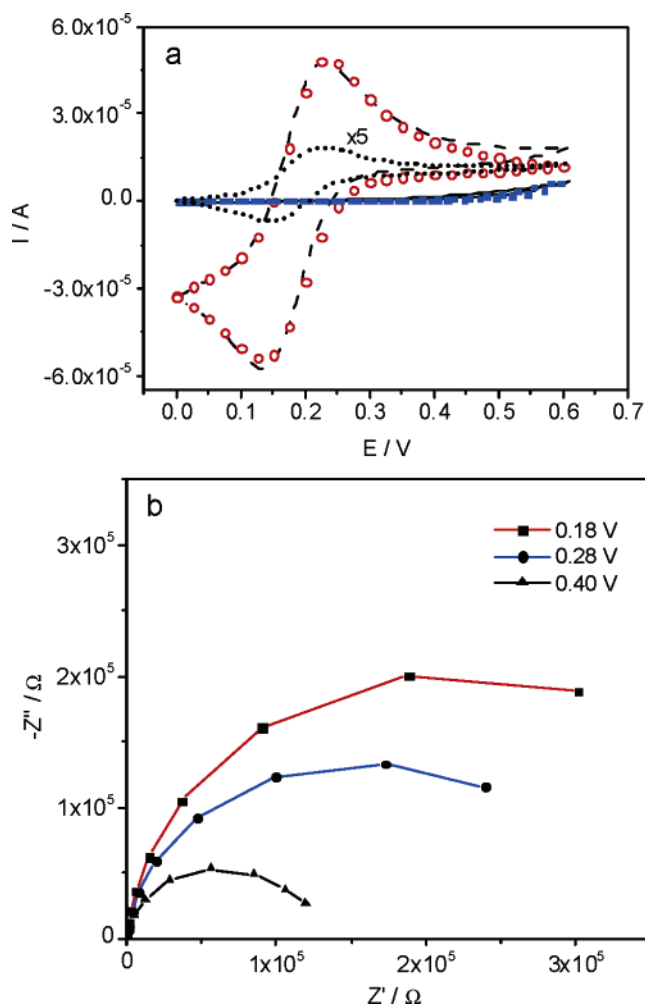 a
6.0x10⁻⁵
3.0x10⁻⁵
0.0
-3.0x10⁻⁵
-6.0x10⁻⁵
I / A
x5
0.0 0.1 0.2 0.3 0.4 0.5 0.6 0.7
E / V
b
0.18 V
0.28 V
0.40 V
3x10⁵
2x10⁵
1x10⁵
0
-Z'' / Ω
0 1x10⁵ 2x10⁵ 3x10⁵
Z' / Ω